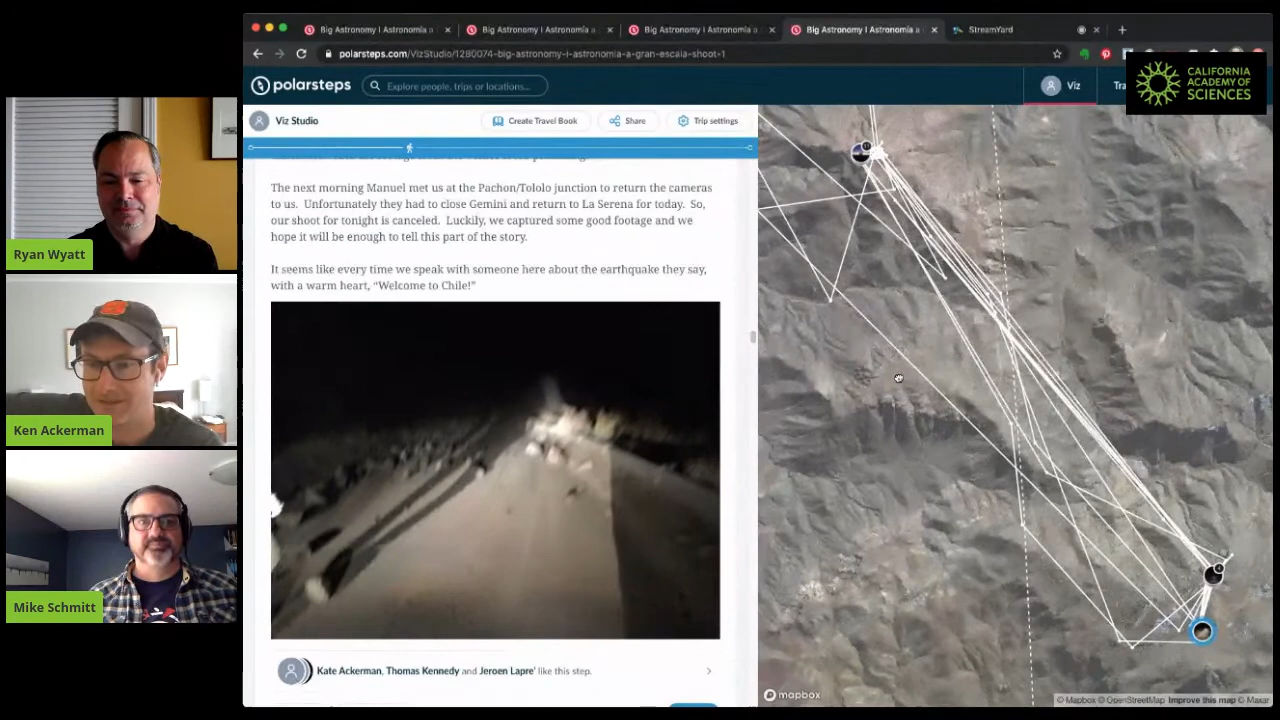 Big Astronomy | Astronomía a
Big Astronomy | Astronomía a
Big Astronomy | Astronomía a
Big Astronomy | Astronomía a
StreamYard
polarsteps.com/VizStudio/1280074-big-astronomy-i-astronomia-a-gran-escala-shoot-1
polarsteps
Explore people, trips or locations...
Viz
Tra
CALIFORNIA
ACADEMY OF
SCIENCES
Viz Studio
Create Travel Book
Share
Trip settings
The next morning Manuel met us at the Pachon/Tololo junction to return the cameras
to us. Unfortunately they had to close Gemini and return to La Serena for today. So,
our shoot for tonight is canceled. Luckily, we captured some good footage and we
hope it will be enough to tell this part of the story.
It seems like every time we speak with someone here about the earthquake they say,
with a warm heart, “Welcome to Chile!”
Kate Ackerman, Thomas Kennedy and Jeroen Lapre' like this step.
mapbox
© Mapbox © OpenStreetMap Improve this map © Maxar
Ryan Wyatt
Ken Ackerman
Mike Schmitt